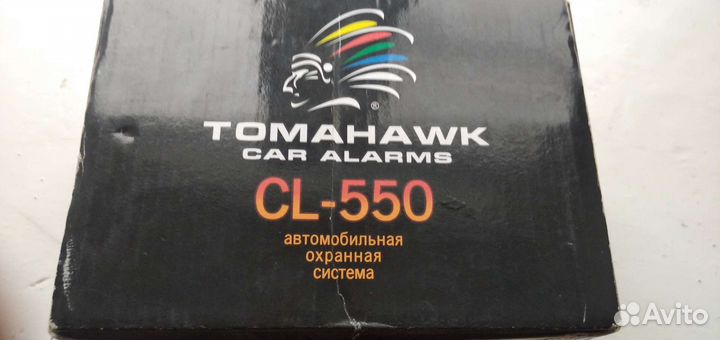 ®
TOMAHAWK
CAR ALARMS
CL-550
автомобильная
охранная
система
Avito